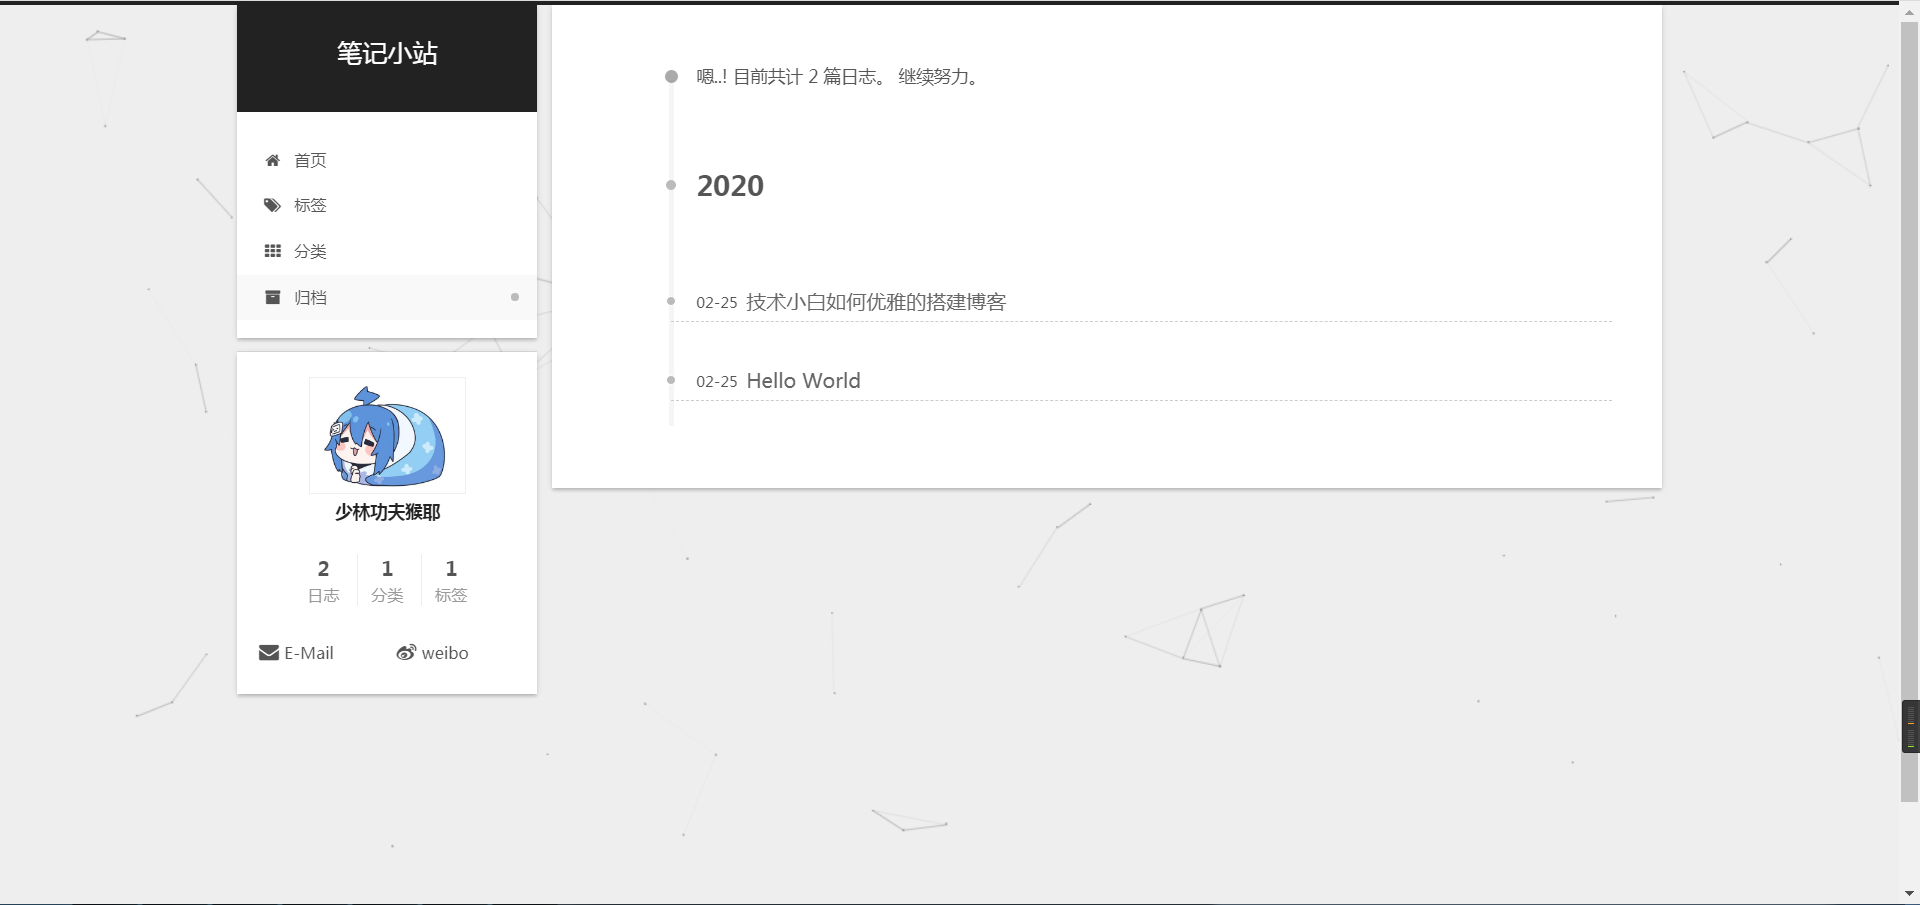 笔记小站
首页
标签
分类
归档
少林功夫猴耶
2 1 1
日志 分类 标签
E-Mail weibo
嗯..! 目前共计 2 篇日志。 继续努力。
2020
02-25 技术小白如何优雅的搭建博客
02-25 Hello World